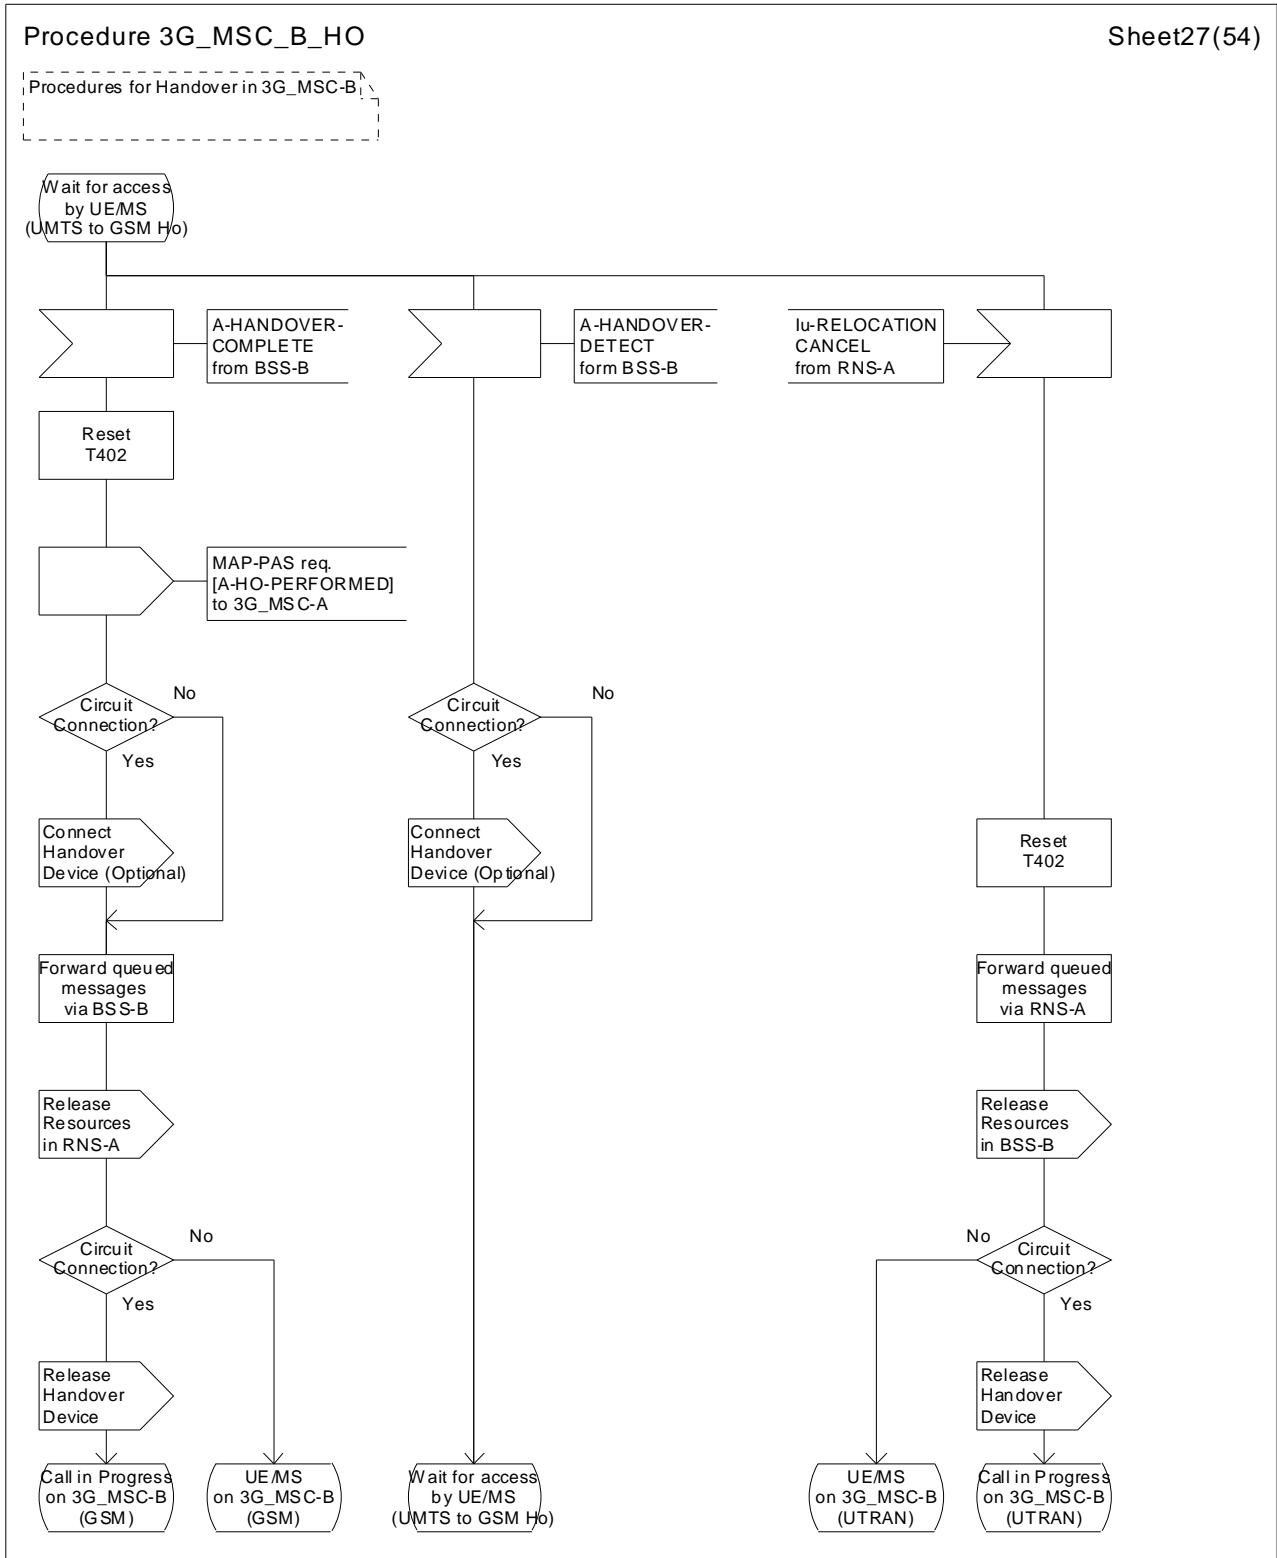 Procedure 3G_MSC_B_HO
Sheet27(54)
Procedures for Handover in 3G_MSC-B
Wait for access
by UE/MS
(UMTS to GSM Ho)
A-HANDOVER-
COMPLETE
from BSS-B
A-HANDOVER-
DETECT
form BSS-B
Iu-RELOCATION
CANCEL
from RNS-A
Reset
T402
MAP-PAS req.
[A-HO-PERFORMED]
to 3G_MSC-A
Circuit
Connection?
No
Yes
Circuit
Connection?
No
Yes
Connect
Handover
Device (Optional)
Connect
Handover
Device (Optional)
Reset
T402
Forward queued
messages
via BSS-B
Forward queued
messages
via RNS-A
Release
Resources
in RNS-A
Release
Resources
in BSS-B
Circuit
Connection?
No
Yes
No
Circuit
Connection?
Yes
Release
Handover
Device
Release
Handover
Device
Call in Progress
on 3G_MSC-B
(GSM)
UE/MS
on 3G_MSC-B
(GSM)
Wait for access
by UE/MS
(UMTS to GSM Ho)
UE/MS
on 3G_MSC-B
(UTRAN)
Call in Progress
on 3G_MSC-B
(UTRAN)